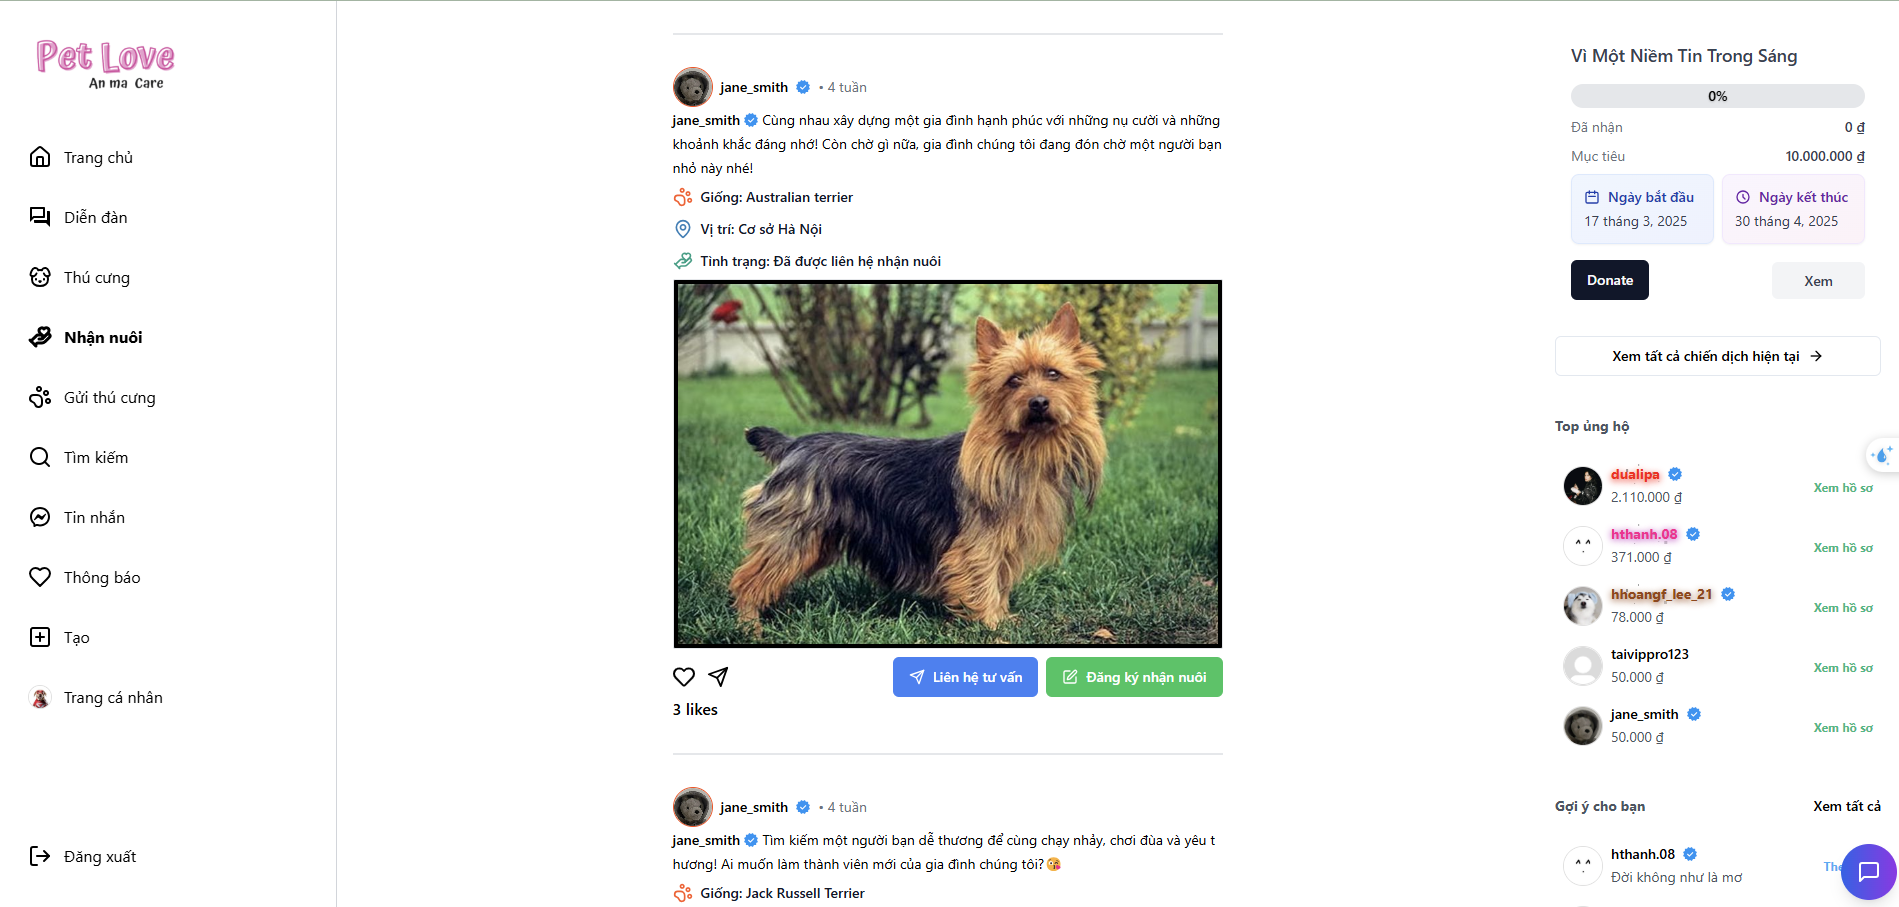 Pet Love
An ma Care
Trang chủ
Diễn đàn
Thú cưng
Nhận nuôi
Gửi thú cưng
Tìm kiếm
Tin nhắn
Thông báo
Tạo
Trang cá nhân
Đăng xuất
jane_smith • 4 tuần
jane_smith Cùng nhau xây dựng một gia đình hạnh phúc với những nụ cười và những
khoảnh khắc đáng nhớ! Còn chờ gì nữa, gia đình chúng tôi đang đón chờ một người bạn
nhỏ này nhé!
Giống: Australian terrier
Vị trí: Cơ sở Hà Nội
Tình trạng: Đã được liên hệ nhận nuôi
Liên hệ tư vấn
Đăng ký nhận nuôi
3 likes
jane_smith • 4 tuần
jane_smith Tìm kiếm một người bạn dễ thương để cùng chạy nhảy, chơi đùa và yêu t
hương! Ai muốn làm thành viên mới của gia đình chúng tôi?😘
Giống: Jack Russell Terrier
Vì Một Niềm Tin Trong Sáng
0%
Đã nhận 0 ₫
Mục tiêu 10.000.000 ₫
Ngày bắt đầu
17 tháng 3, 2025
Ngày kết thúc
30 tháng 4, 2025
Donate
Xem
Xem tất cả chiến dịch hiện tại →
Top ủng hộ
dualipa
2.110.000 ₫
Xem hồ sơ
hthanh.08
371.000 ₫
Xem hồ sơ
hhoangf_lee_21
78.000 ₫
Xem hồ sơ
taivippro123
50.000 ₫
Xem hồ sơ
jane_smith
50.000 ₫
Xem hồ sơ
Gợi ý cho bạn Xem tất cả
hthanh.08
Đời không như là mơ